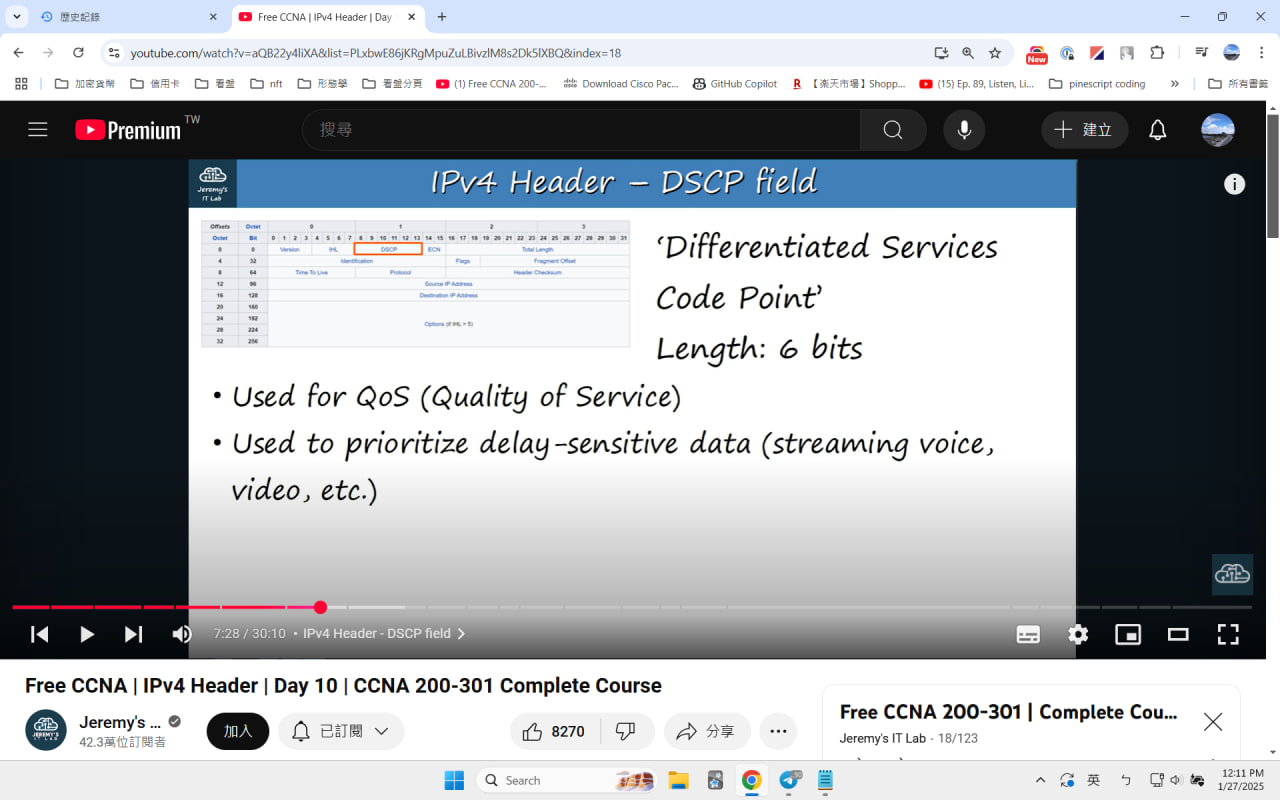 歷史記錄
Free CCNA | IPv4 Header | Day 1
youtube.com/watch?v=aQB22y4liXA&list=PLxbwE86jKRgMpuZuLBivzlM8s2Dk5lXBQ&index=18
New
加密貨幣
信用卡
看盤
nft
形態學
看盤分頁
(1) Free CCNA 200-...
Download Cisco Pac...
GitHub Copilot
【楽天市場】Shopp...
(15) Ep. 89, Listen, Li...
pinescript coding
所有書籤
Premium TW
搜尋
建立
Jeremy's
IT Lab
IPv4 Header – DSCP field
Offsets Octet 0 1 2 3
Octet Bit 0 1 2 3 4 5 6 7 8 9 10 11 12 13 14 15 16 17 18 19 20 21 22 23 24 25 26 27 28 29 30 31
0 0 Version IHL DSCP ECN Total Length
4 32 Identification Flags Fragment Offset
8 64 Time To Live Protocol Header Checksum
12 96 Source IP Address
16 128 Destination IP Address
20 160
24 192
Options (if IHL > 5)
28 224
32 256
‘Differentiated Services
Code Point’
Length: 6 bits
• Used for QoS (Quality of Service)
• Used to prioritize delay-sensitive data (streaming voice,
video, etc.)
7:28 / 30:10 • IPv4 Header - DSCP field
Free CCNA | IPv4 Header | Day 10 | CCNA 200-301 Complete Course
JEREMY'S
IT LAB
Jeremy's ...
42.3萬位訂閱者
加入
已訂閱
8270
分享
Free CCNA 200-301 | Complete Cou...
Jeremy's IT Lab - 18/123
Search
英
12:11 PM
1/27/2025